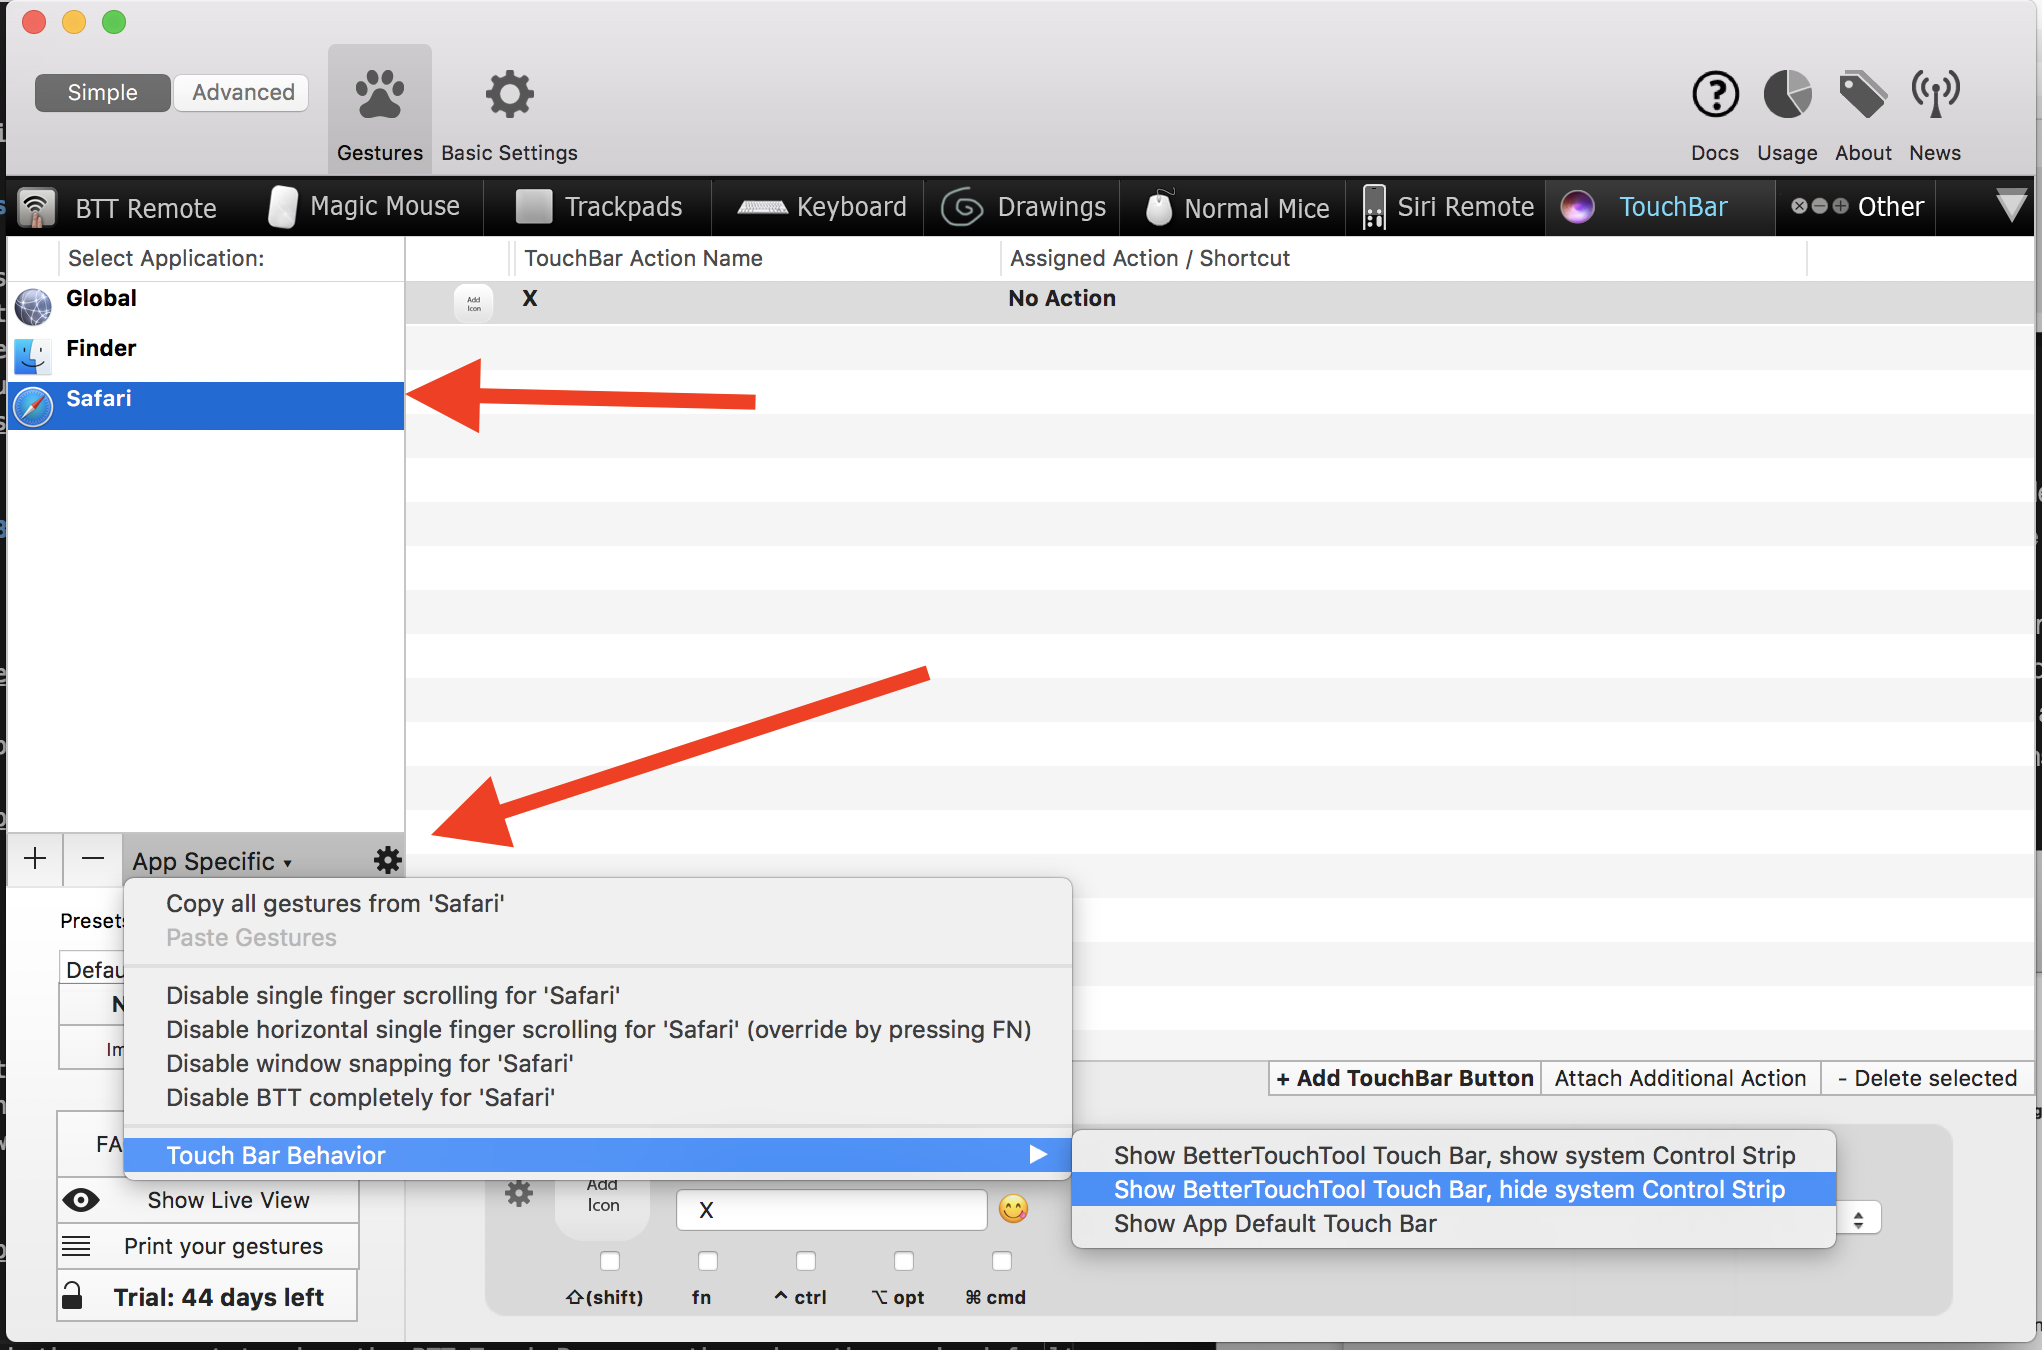 Simple
Advanced
Gestures
Basic Settings
Docs
Usage
About
News
BTT Remote
Magic Mouse
Trackpads
Keyboard
Drawings
Normal Mice
Siri Remote
TouchBar
Other
Select Application:
TouchBar Action Name
Assigned Action / Shortcut
Global
Add
Icon
X
No Action
Finder
Safari
App Specific
Copy all gestures from 'Safari'
Paste Gestures
Presets
Disable single finger scrolling for 'Safari'
Disable horizontal single finger scrolling for 'Safari' (override by pressing FN)
Disable window snapping for 'Safari'
Disable BTT completely for 'Safari'
+ Add TouchBar Button
Attach Additional Action
- Delete selected
Touch Bar Behavior
Show BetterTouchTool Touch Bar, show system Control Strip
Show BetterTouchTool Touch Bar, hide system Control Strip
Show App Default Touch Bar
Show Live View
Add
Icon
X
Print your gestures
Trial: 44 days left
⇧(shift)
fn
^ ctrl
⌥ opt
⌘ cmd